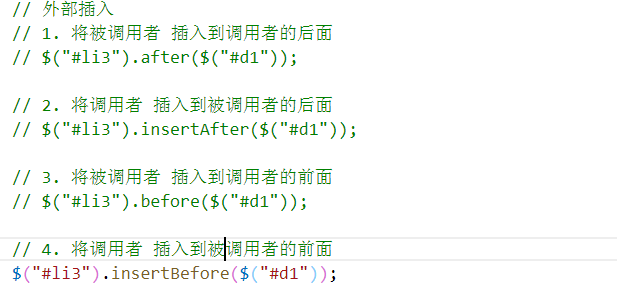 // 外部插入
// 1. 将被调用者 插入到调用者的后面
// $("#li3").after($("#d1"));
// 2. 将调用者 插入到被调用者的后面
// $("#li3").insertAfter($("#d1"));
// 3. 将被调用者 插入到调用者的前面
// $("#li3").before($("#d1"));
// 4. 将调用者 插入到被调用者的前面
$("#li3").insertBefore($("#d1"));